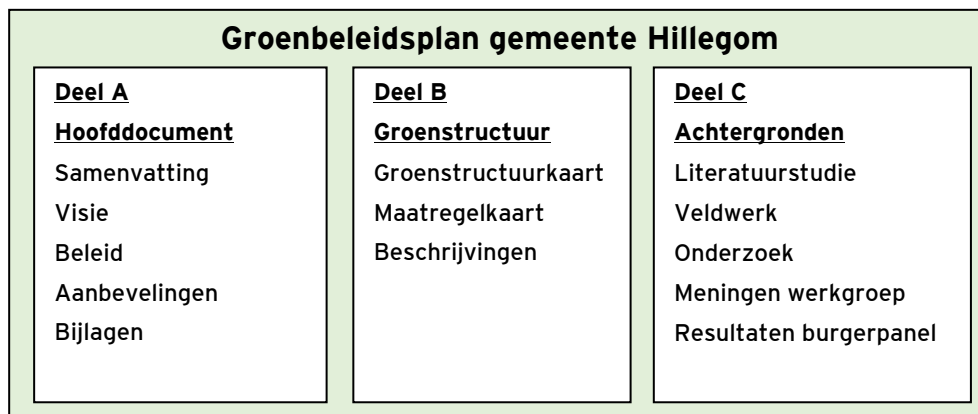 Groenbeleidsplan gemeente Hillegom
Deel A
Hoofddocument
Samenvatting
Visie
Beleid
Aanbevelingen
Bijlagen
Deel B
Groenstructuur
Groenstructuurkaart
Maatregelkaart
Beschrijvingen
Deel C
Achtergronden
Literatuurstudie
Veldwerk
Onderzoek
Meningen werkgroep
Resultaten burgerpanel